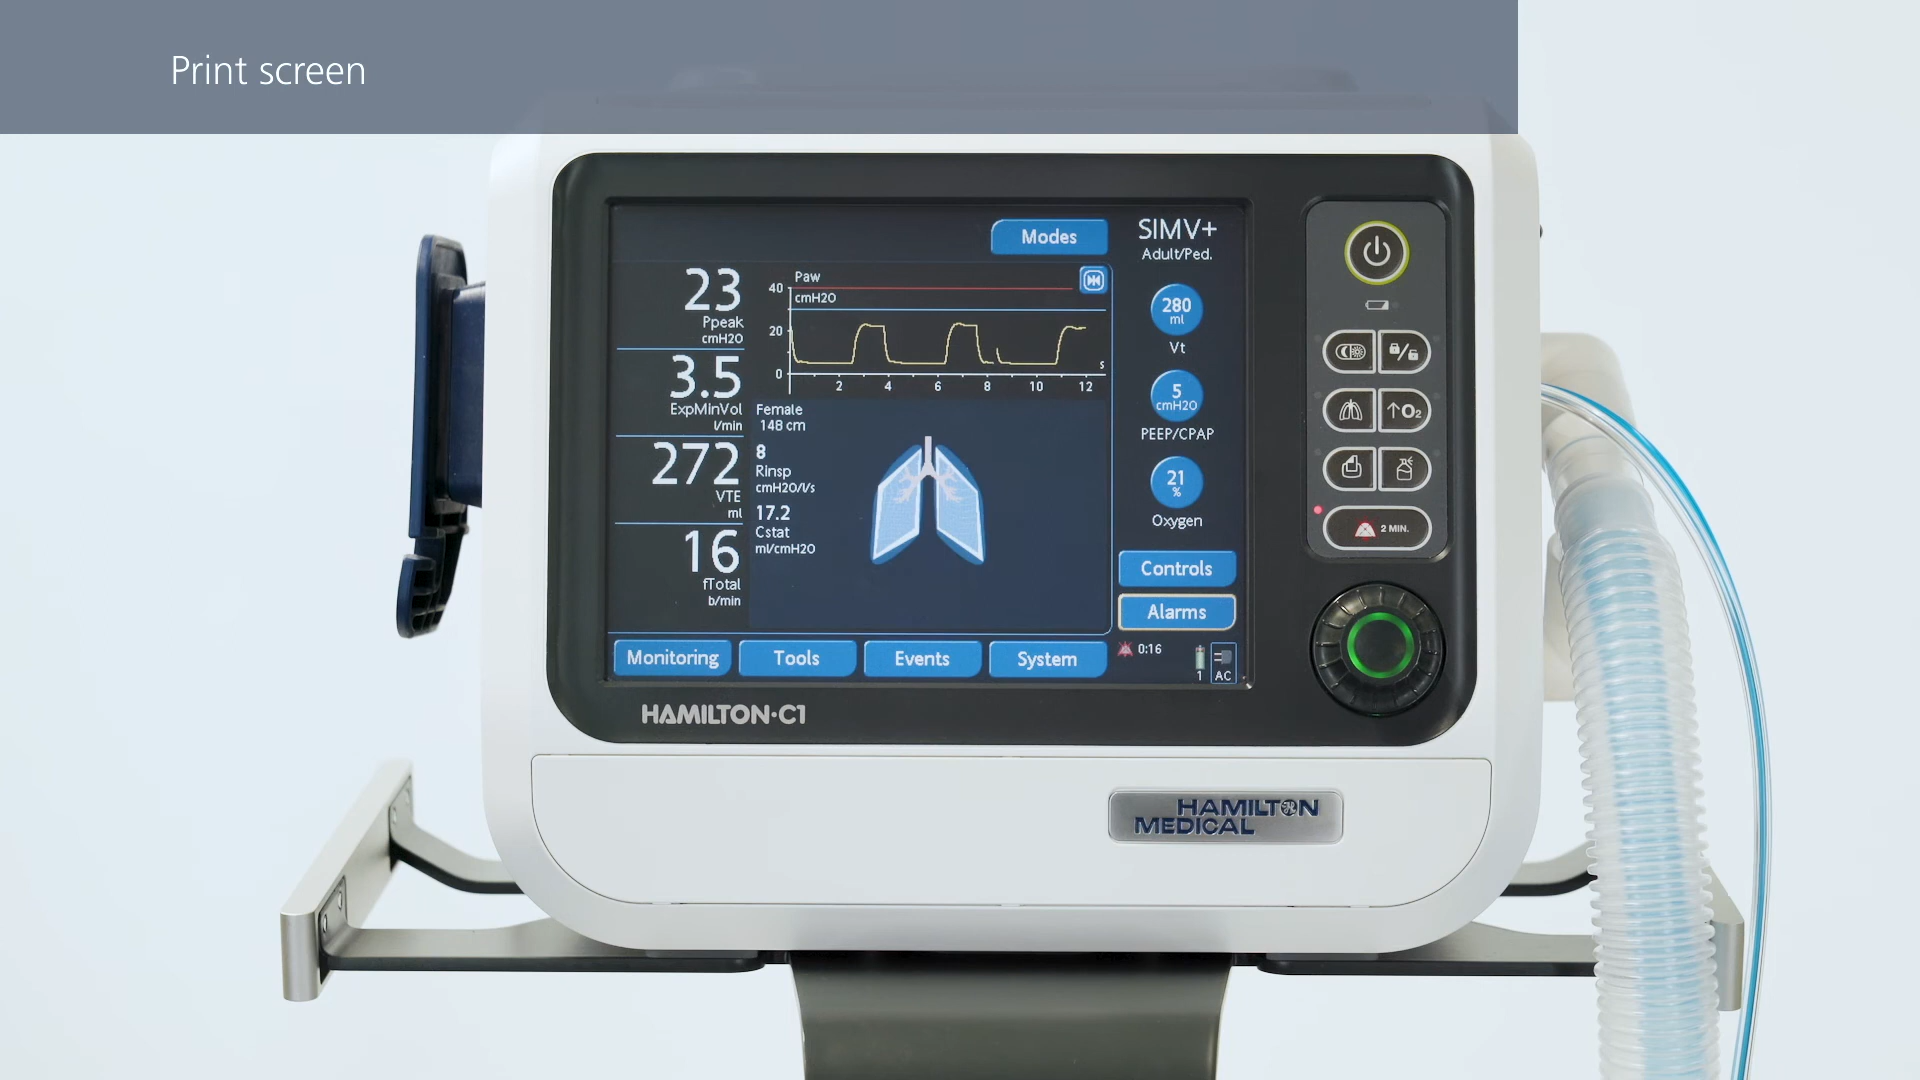 Print screen
Modes
SIMV+
Adult/Ped.
23
Ppeak
cmH2O
3.5
ExpMinVol
l/min
272
VTE
ml
16
fTotal
b/min
Paw
cmH2O
40
20
0
2 4 6 8 10 12
s
Female
148 cm
8
Rinsp
cmH2O/l/s
17.2
Cstat
ml/cmH2O
280
ml
Vt
5
cmH2O
PEEP/CPAP
21
%
Oxygen
Controls
Alarms
Monitoring
Tools
Events
System
0:16
1
AC
O2
2 MIN.
HAMILTON·C1
HAMILTON
MEDICAL